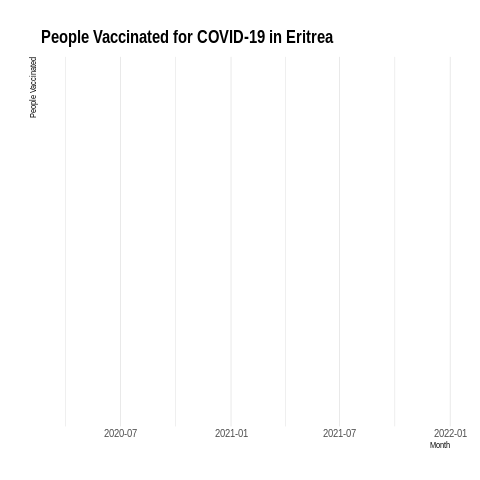 People Vaccinated for COVID-19 in Eritrea
People Vaccinated
2020-07 2021-01 2021-07 2022-01
Month